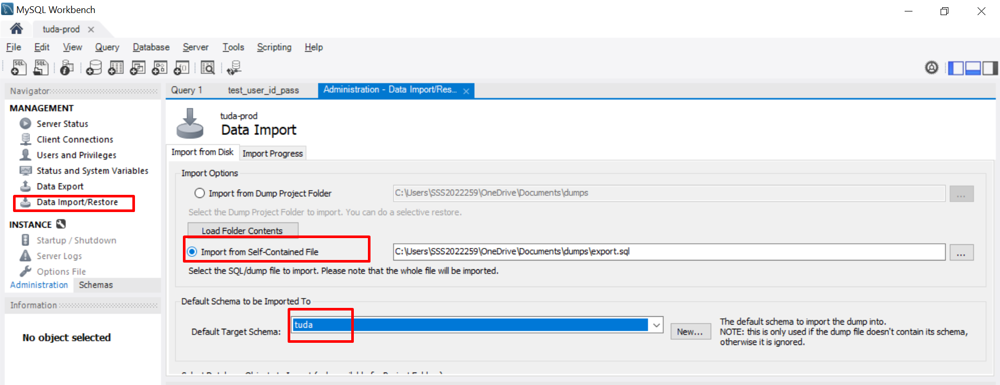 MySQL Workbench
tuda-prod
File Edit View Query Database Server Tools Scripting Help
SQL SQL
Navigator
MANAGEMENT
Server Status
Client Connections
Users and Privileges
Status and System Variables
Data Export
Data Import/Restore
INSTANCE
Startup / Shutdown
Server Logs
Options File
Administration Schemas
Information
No object selected
Query 1 test_user_id_pass Administration - Data Import/Res...
tuda-prod
Data Import
Import from Disk Import Progress
Import Options
Import from Dump Project Folder C:\Users\SSS2022259\OneDrive\Documents\dumps ...
Select the Dump Project Folder to import. You can do a selective restore.
Load Folder Contents
Import from Self-Contained File C:\Users\SSS2022259\OneDrive\Documents\dumps\export.sql ...
Select the SQL/dump file to import. Please note that the whole file will be imported.
Default Schema to be Imported To
Default Target Schema: tuda New...
The default schema to import the dump into.
NOTE: this is only used if the dump file doesn't contain its schema,
otherwise it is ignored.